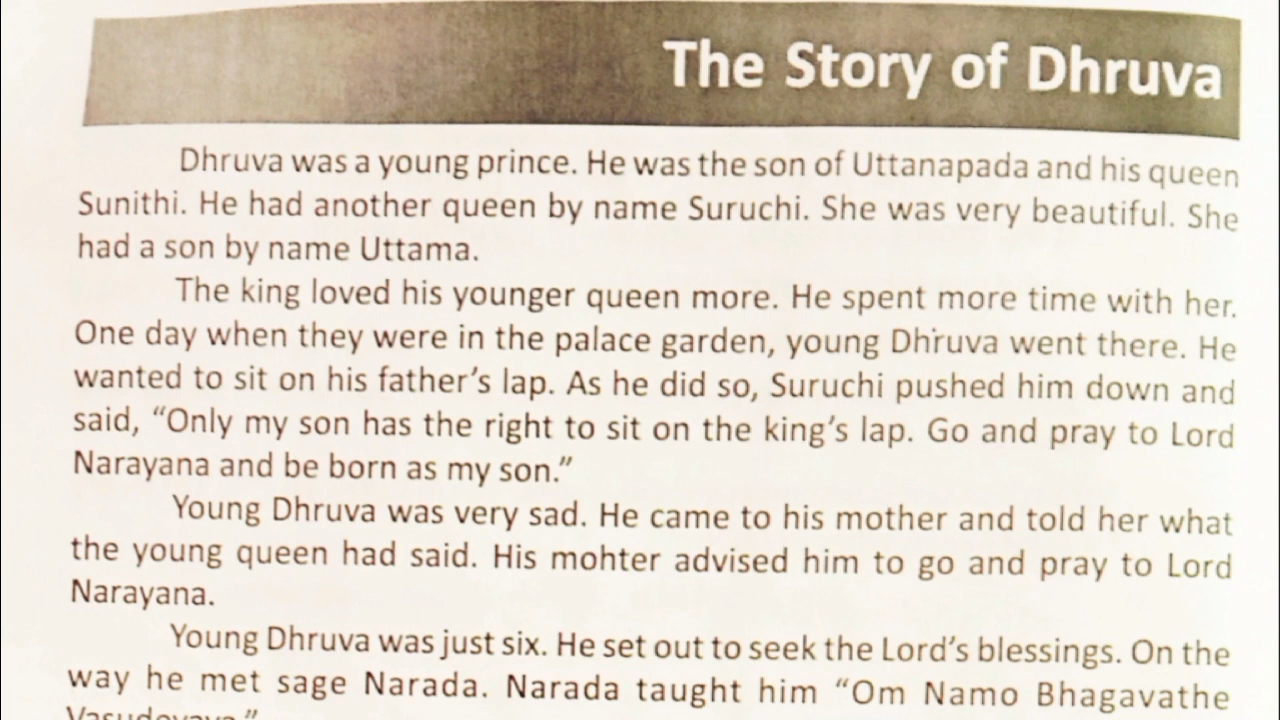 The Story of Dhruva
Dhruva was a young prince. He was the son of Uttanapada and his queen
Sunithi. He had another queen by name Suruchi. She was very beautiful. She
had a son by name Uttama.
The king loved his younger queen more. He spent more time with her.
One day when they were in the palace garden, young Dhruva went there. He
wanted to sit on his father's lap. As he did so, Suruchi pushed him down and
said, “Only my son has the right to sit on the king's lap. Go and pray to Lord
Narayana and be born as my son.”
Young Dhruva was very sad. He came to his mother and told her what
the young queen had said. His mohter advised him to go and pray to Lord
Narayana.
Young Dhruva was just six. He set out to seek the Lord's blessings. On the
way he met sage Narada. Narada taught him “Om Namo Bhagavathe